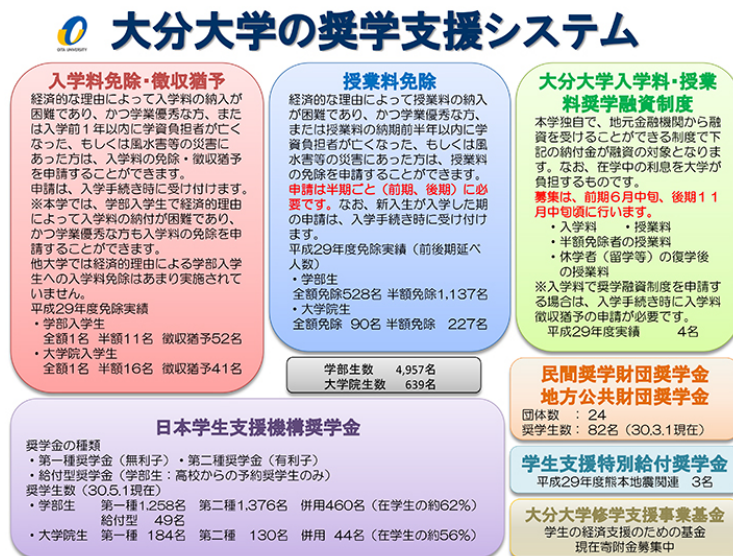 OITA UNIVERSITY
大分大学の奨学支援システム
入学料免除・徴収猶予
経済的な理由によって入学料の納入が
困難であり、かつ学業優秀な方、また
は入学前1年以内に学資負担者が亡く
なった、もしくは風水害等の災害に
あった方は、入学料の免除・徴収猶予
を申請することができます。
申請は、入学手続き時に受け付けます。
※本学では、学部入学生で経済的理由
によって入学料の納付が困難であり、
かつ学業優秀な方も入学料の免除を申
請することができます。
他大学では経済的理由による学部入学
生への入学料免除はあまり実施されて
いません。
平成29年度免除実績
・学部入学生
全額1名 半額11名 徴収猶予52名
・大学院入学生
全額1名 半額16名 徴収猶予41名
授業料免除
経済的な理由によって授業料の納入
が困難であり、かつ学業優秀な方、
または授業料の納期前半年以内に学
資負担者が亡くなった、もしくは風
水害等の災害にあった方は、授業料
の免除を申請することができます。
申請は半期ごと（前期、後期）に必
要です。なお、新入生が入学した期
の申請は、入学手続き時に受け付け
ます。
平成29年度免除実績（前後期延べ
人数）
・学部生
全額免除528名 半額免除1,137名
・大学院生
全額免除 90名 半額免除 227名
大分大学入学料・授業
料奨学融資制度
本学独自で、地元金融機関から融
資を受けることができる制度で下
記の納付金が融資の対象となりま
す。なお、在学中の利息を大学が
負担するものです。
募集は、前期6月中旬、後期11
月中旬頃に行います。
・入学料 ・授業料
・半額免除者の授業料
・休学者（留学等）の復学後
の授業料
※入学料で奨学融資制度を申請す
る場合は、入学手続き時に入学料
徴収猶予の申請が必要です。
平成29年度実績 4名
学部生数 4,957名
大学院生数 639名
日本学生支援機構奨学金
奨学金の種類
・第一種奨学金（無利子）・第二種奨学金（有利子）
・給付型奨学金（学部生：高校からの予約奨学生のみ）
奨学生数（30.5.1現在）
・学部生 第一種1,258名 第二種1,376名 併用460名（在学生の約62%）
給付型 49名
・大学院生 第一種 184名 第二種 130名 併用 44名（在学生の約56%）
民間奨学財団奨学金
地方公共財団奨学金
団体数 ：24
奨学生数：82名（30.3.1現在）
学生支援特別給付奨学金
平成29年度熊本地震関連 3名
大分大学修学支援事業基金
学生の経済支援のための基金
現在寄附金募集中